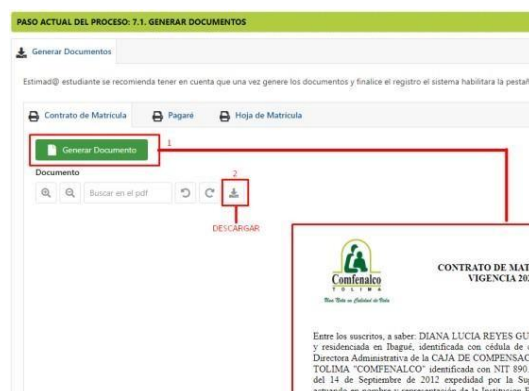 PASO ACTUAL DEL PROCESO: 7.1. GENERAR DOCUMENTOS
Generar Documentos
Estimad@ estudiante se recomienda tener en cuenta que una vez genere los documentos y finalice el registro el sistema habilitara la pestañ
Contrato de Matricula Pagaré Hoja de Matricula
Generar Documento 1
Documento 2
Buscar en el pdf
DESCARGAR
Comfenalco
TOLIMA
CONTRATO DE MAT
VIGENCIA 20
Entre los suscritos, a saber: DIANA LUCIA REYES GU
y residenciada en Ibagué, identificada con cédula de
Directora Administrativa de la CAJA DE COMPENSAC
TOLIMA "COMFENALCO" identificada con NIT 890
del 14 de Septiembre de 2012 expedidad por la Su